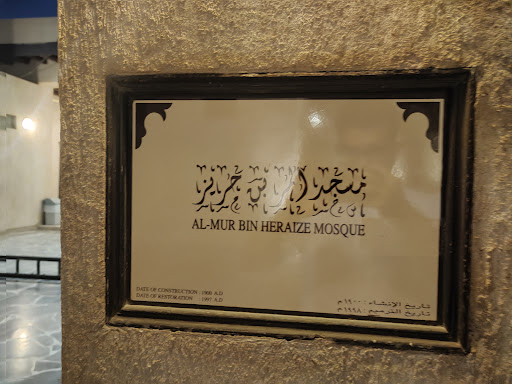 مسجد المر بن حريز
AL-MUR BIN HERAIZE MOSQUE
DATE OF CONSTRUCTION : 1900 A.D
DATE OF RESTORATION : 1997 A.D
تاريخ الإنشاء : ١٩٠٠م
تاريخ الترميم : ١٩٩٨م